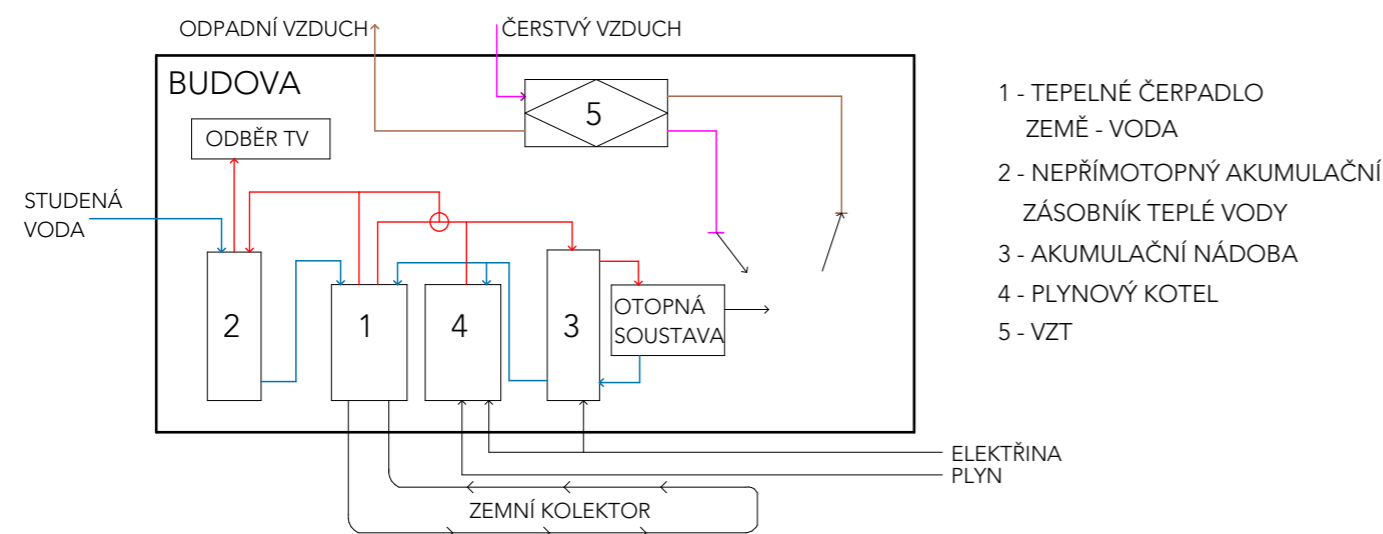 ODPADNÍ VZDUCH
ČERSTVÝ VZDUCH
BUDOVA
5
ODBĚR TV
STUDENÁ
VODA
2
1
4
3
OTOPNÁ
SOUSTAVA
ELEKTŘINA
PLYN
ZEMNÍ KOLEKTOR
1 - TEPELNÉ ČERPADLO
ZEMĚ - VODA
2 - NEPŘÍMOTOPNÝ AKUMULAČNÍ
ZÁSOBNÍK TEPLÉ VODY
3 - AKUMULAČNÍ NÁDOBA
4 - PLYNOVÝ KOTEL
5 - VZT